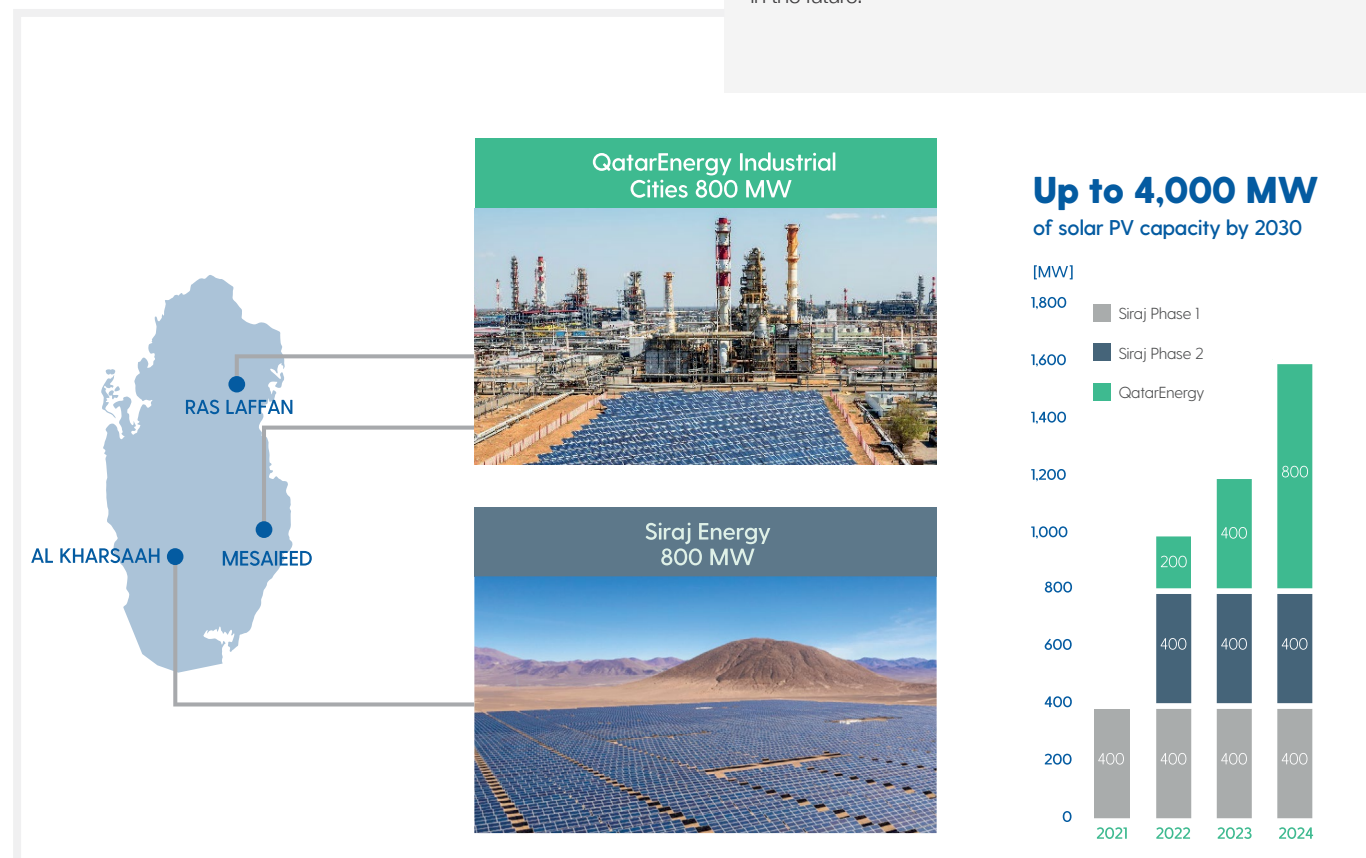 in the future.
QatarEnergy Industrial
Cities 800 MW
RAS LAFFAN
MESAIEED
AL KHARSAAH
Siraj Energy
800 MW
Up to 4,000 MW
of solar PV capacity by 2030
[MW]
1,800
1,600
1,400
1,200
1,000
800
600
400
200
0
Siraj Phase 1
Siraj Phase 2
QatarEnergy
400
200
400
400
400
400
400
800
400
400
2021
2022
2023
2024